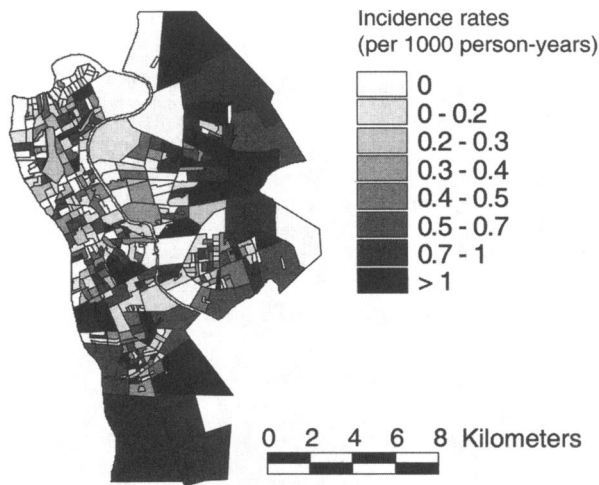 Incidence rates
(per 1000 person-years)
0
0 - 0.2
0.2 - 0.3
0.3 - 0.4
0.4 - 0.5
0.5 - 0.7
0.7 - 1
> 1
0 2 4 6 8 Kilometers